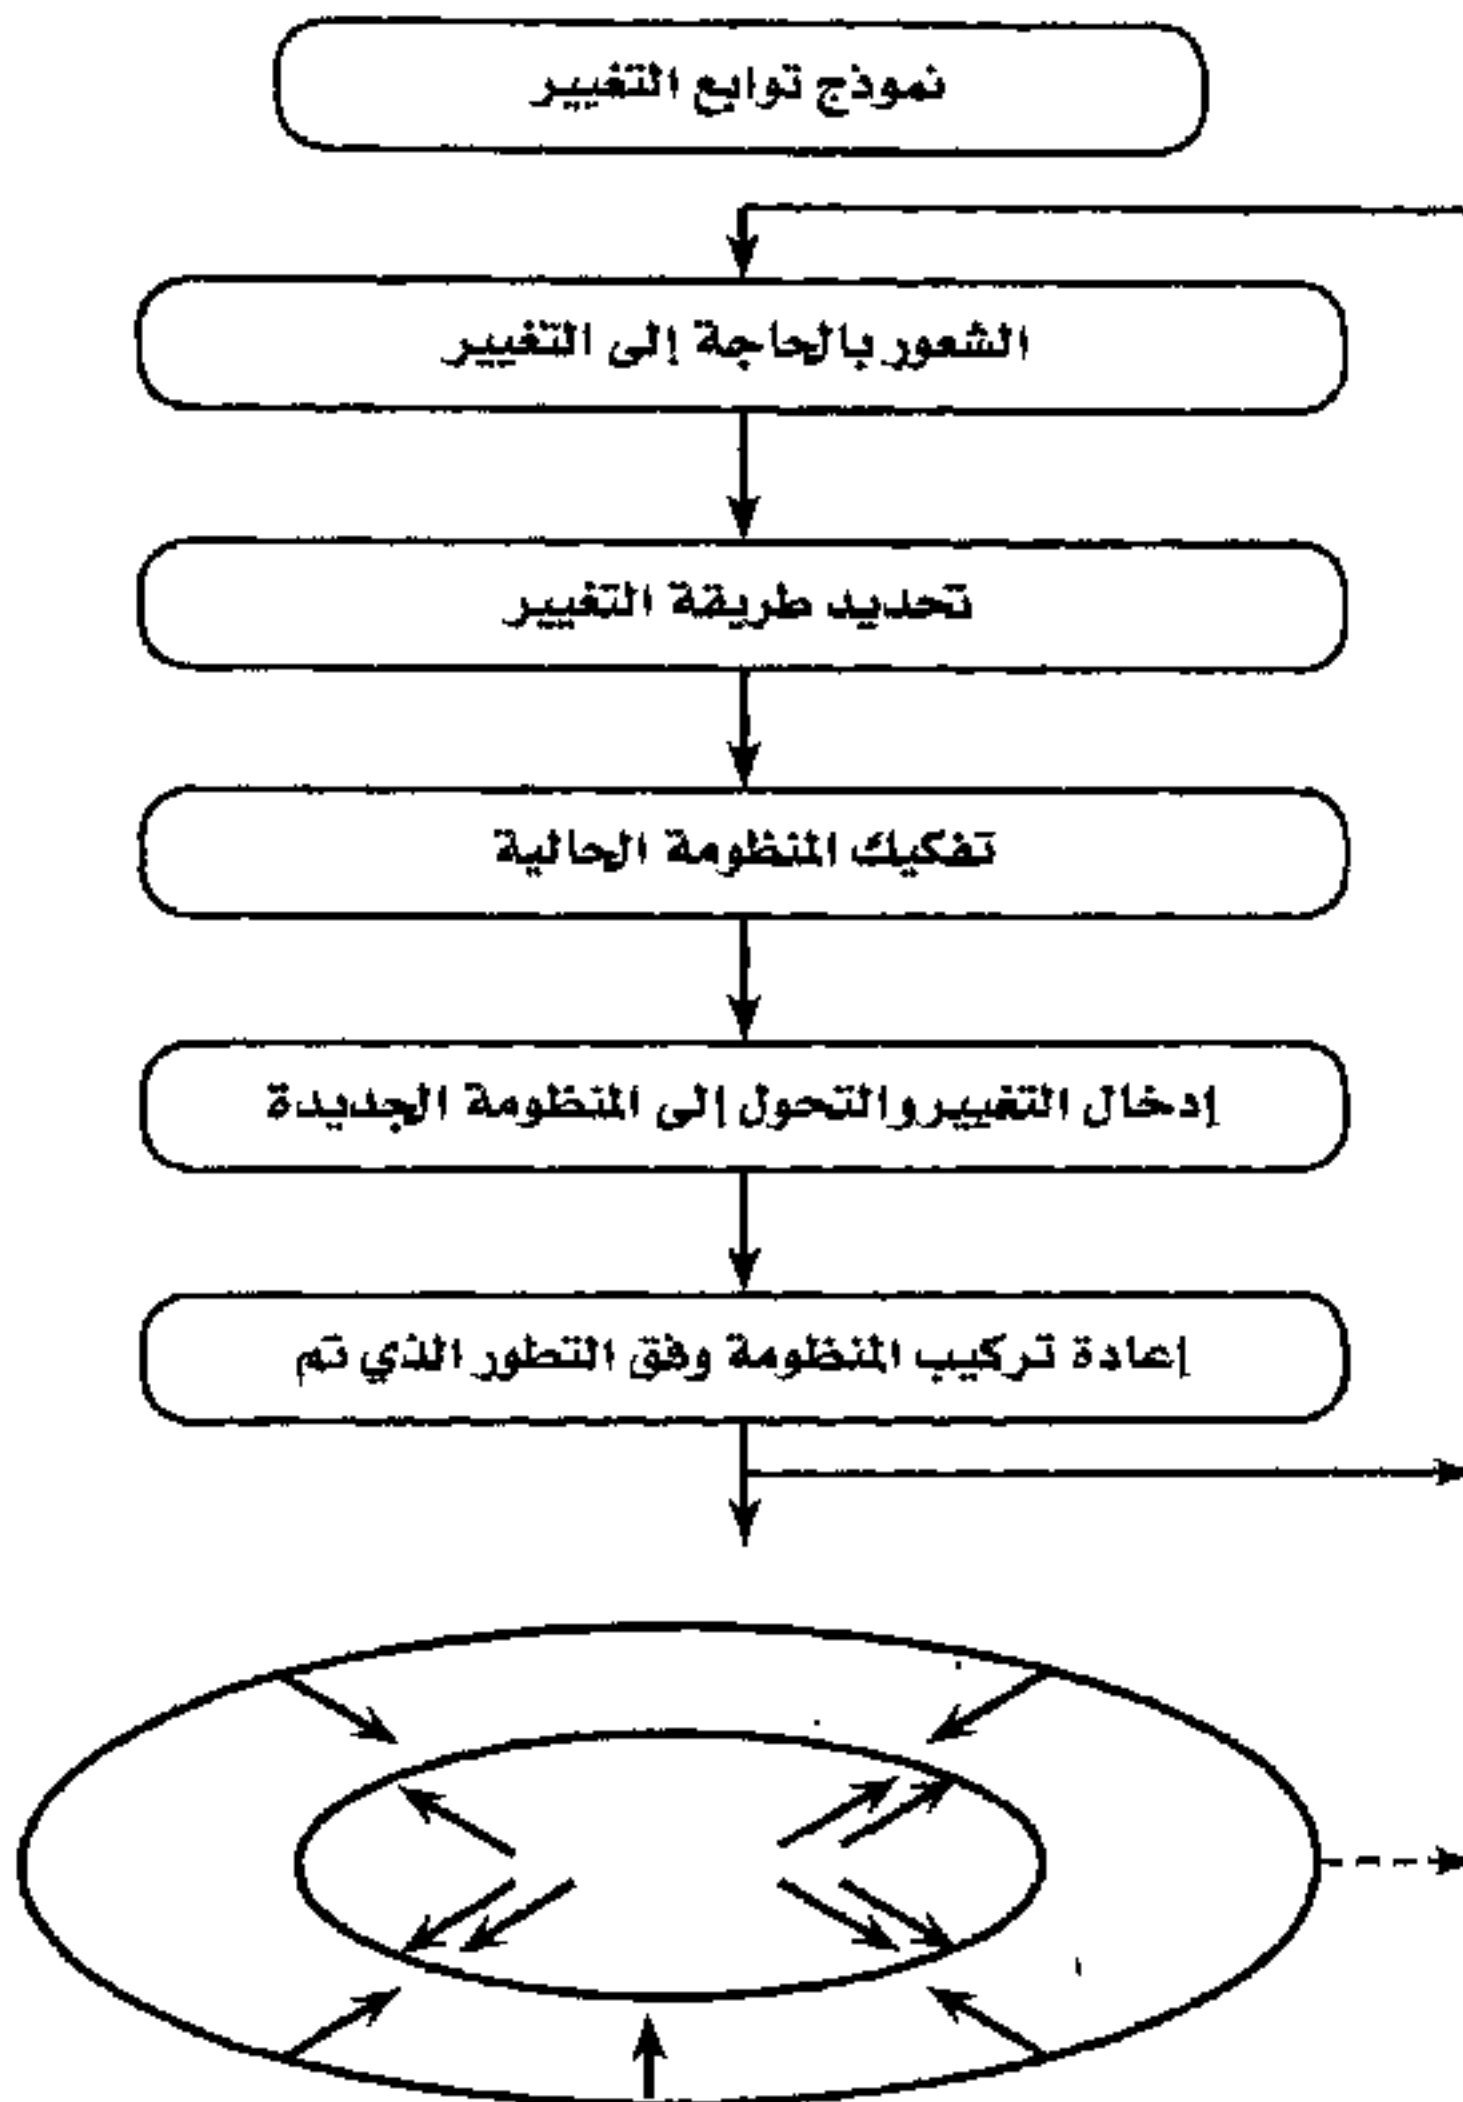 نموذج توابع التغيير
الشعور بالحاجة إلى التغيير
تحديد طريقة التغيير
تفكيك المنظومة الحالية
إدخال التغيير والتحول إلى المنظومة الجديدة
إعادة تركيب المنظومة وفق التطور الذي تم